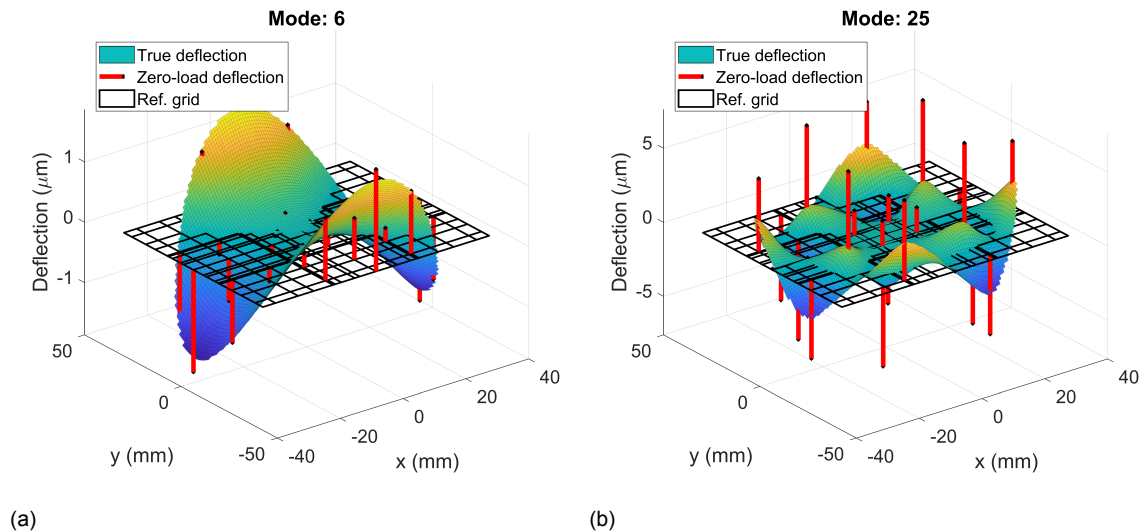 Mode: 6
True deflection
Zero-load deflection
Ref. grid
Deflection (μm)
1
0
-1
50
0
-50
y (mm)
-40
-20
0
20
40
x (mm)
(a)
Mode: 25
True deflection
Zero-load deflection
Ref. grid
Deflection (μm)
5
0
-5
50
0
-50
y (mm)
-40
-20
0
20
40
x (mm)
(b)